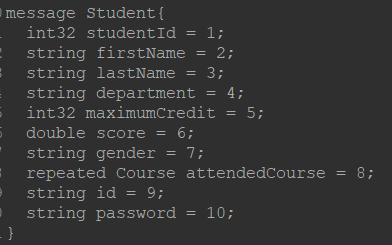 message Student{
int32 studentId = 1;
string firstName = 2;
string lastName = 3;
string department = 4;
int32 maximumCredit = 5;
double score = 6;
string gender = 7;
repeated Course attendedCourse = 8;
string id = 9;
string password = 10;
}